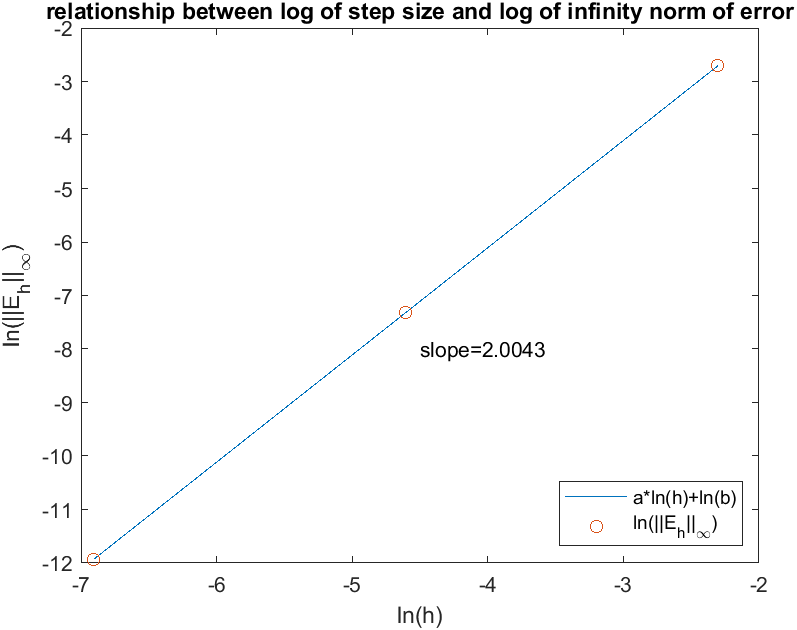 relationship between log of step size and log of infinity norm of error
-2
-3
-4
-5
-6
-7
-8
-9
-10
-11
-12
ln(||E_h||_∞)
slope=2.0043
a*ln(h)+ln(b)
ln(||E_h||_∞)
-7
-6
-5
-4
-3
-2
ln(h)